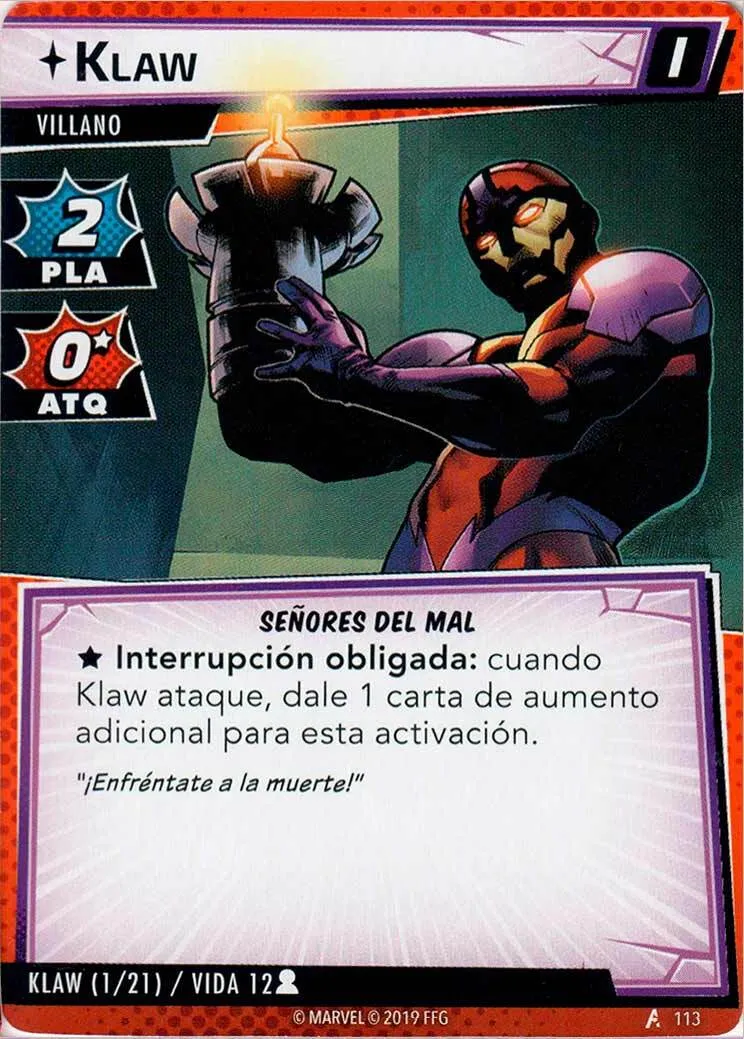 KLAW
I
VILLANO
2
PLA
0★
ATQ
SEÑORES DEL MAL
★ Interrupción obligada: cuando
Klaw ataque, dale 1 carta de aumento
adicional para esta activación.
"¡Enfréntate a la muerte!"
KLAW (1/21) / VIDA 12
© MARVEL © 2019 FFG
113